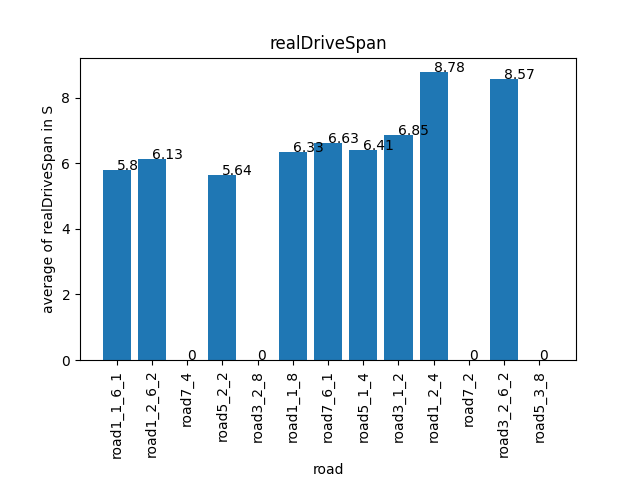 realDriveSpan
average of realDriveSpan in S
8
6
4
2
0
5.8
6.13
0
5.64
0
6.33
6.63
6.41
6.85
8.78
0
8.57
0
road1_1_6_1
road1_2_6_2
road7_4
road5_2_2
road3_2_8
road1_1_8
road7_6_1
road5_1_4
road3_1_2
road1_2_4
road7_2
road3_2_6_2
road5_3_8
road